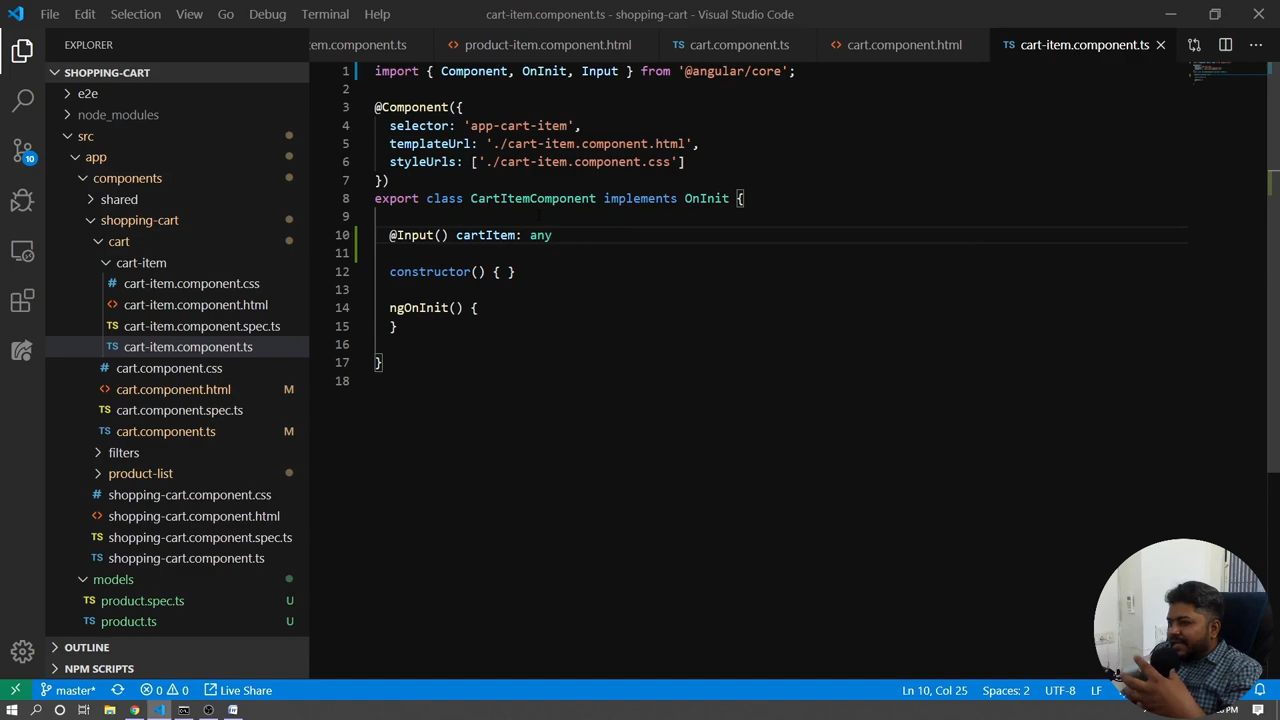 File Edit Selection View Go Debug Terminal Help
cart-item.component.ts - shopping-cart - Visual Studio Code
EXPLORER
em.component.ts
product-item.component.html
cart.component.ts
cart.component.html
cart-item.component.ts
SHOPPING-CART
e2e
node_modules
src
app
components
shared
shopping-cart
cart
cart-item
cart-item.component.css
cart-item.component.html
cart-item.component.spec.ts
cart-item.component.ts
cart.component.css
cart.component.html M
cart.component.spec.ts
cart.component.ts M
filters
product-list
shopping-cart.component.css
shopping-cart.component.html
shopping-cart.component.spec.ts
shopping-cart.component.ts
models
product.spec.ts U
product.ts U
OUTLINE
NPM SCRIPTS
10
1 import { Component, OnInit, Input } from '@angular/core';
2
3 @Component({
4 selector: 'app-cart-item',
5 templateUrl: './cart-item.component.html',
6 styleUrls: ['./cart-item.component.css']
7 })
8 export class CartItemComponent implements OnInit {
9
10 @Input() cartItem: any
11
12 constructor() { }
13
14 ngOnInit() {
15 }
16
17 }
18
master* 0 0 Live Share
Ln 10, Col 25 Spaces: 2 UTF-8 LF